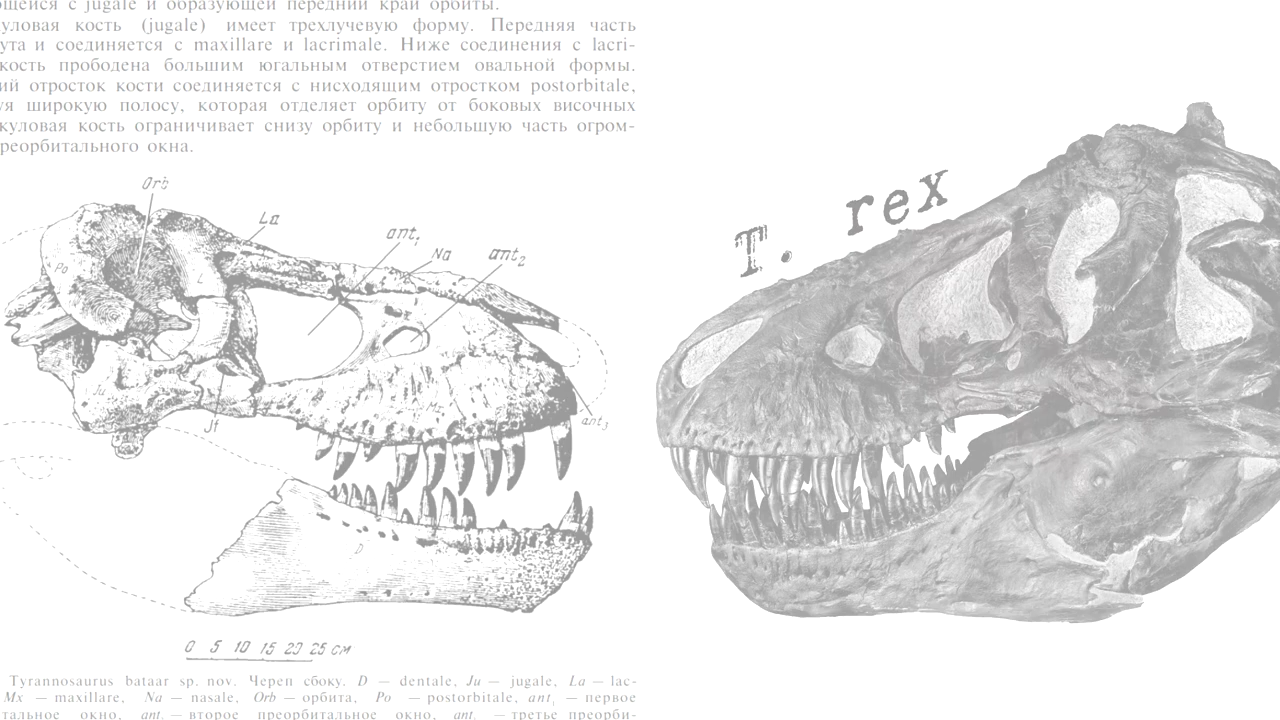 щейся с jugale и образующей передний край орбиты.
уловая кость (jugale) имеет трехлучевую форму. Передняя часть
ута и соединяется с maxillare и lacrimale. Ниже соединения с lacri-
кость прободена большим югальным отверстием овальной формы.
ий отросток кости соединяется с нисходящим отростком postorbitale,
уя широкую полосу, которая отделяет орбиту от боковых височных
куловая кость ограничивает снизу орбиту и небольшую часть огром-
реорбитального окна.
Orb
La
ant₁
Na
ant₂
Po
L
T. rex
Ju
Jf
Mx
ant₃
D
0 5 10 15 20 25 см
Tyrannosaurus bataar sp. nov. Череп сбоку. D — dentale, Ju — jugale, La — lac-
Mx — maxillare, Na — nasale, Orb — орбита, Po — postorbitale, ant₁ — первое
тальное окно, ant. — второе преорбитальное окно, ant. — третье преорби-